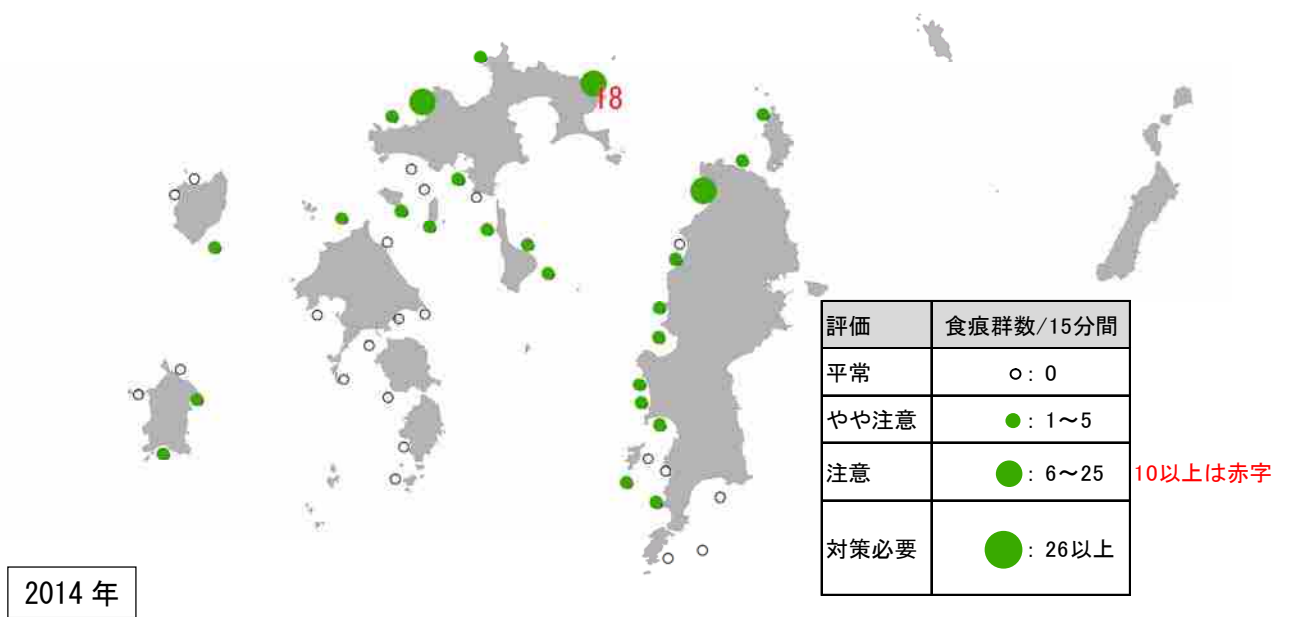 18
評価 食痕群数/15分間
平常 : 0
やや注意 : 1～5
注意 : 6～25 10以上は赤字
対策必要 : 26以上
2014 年